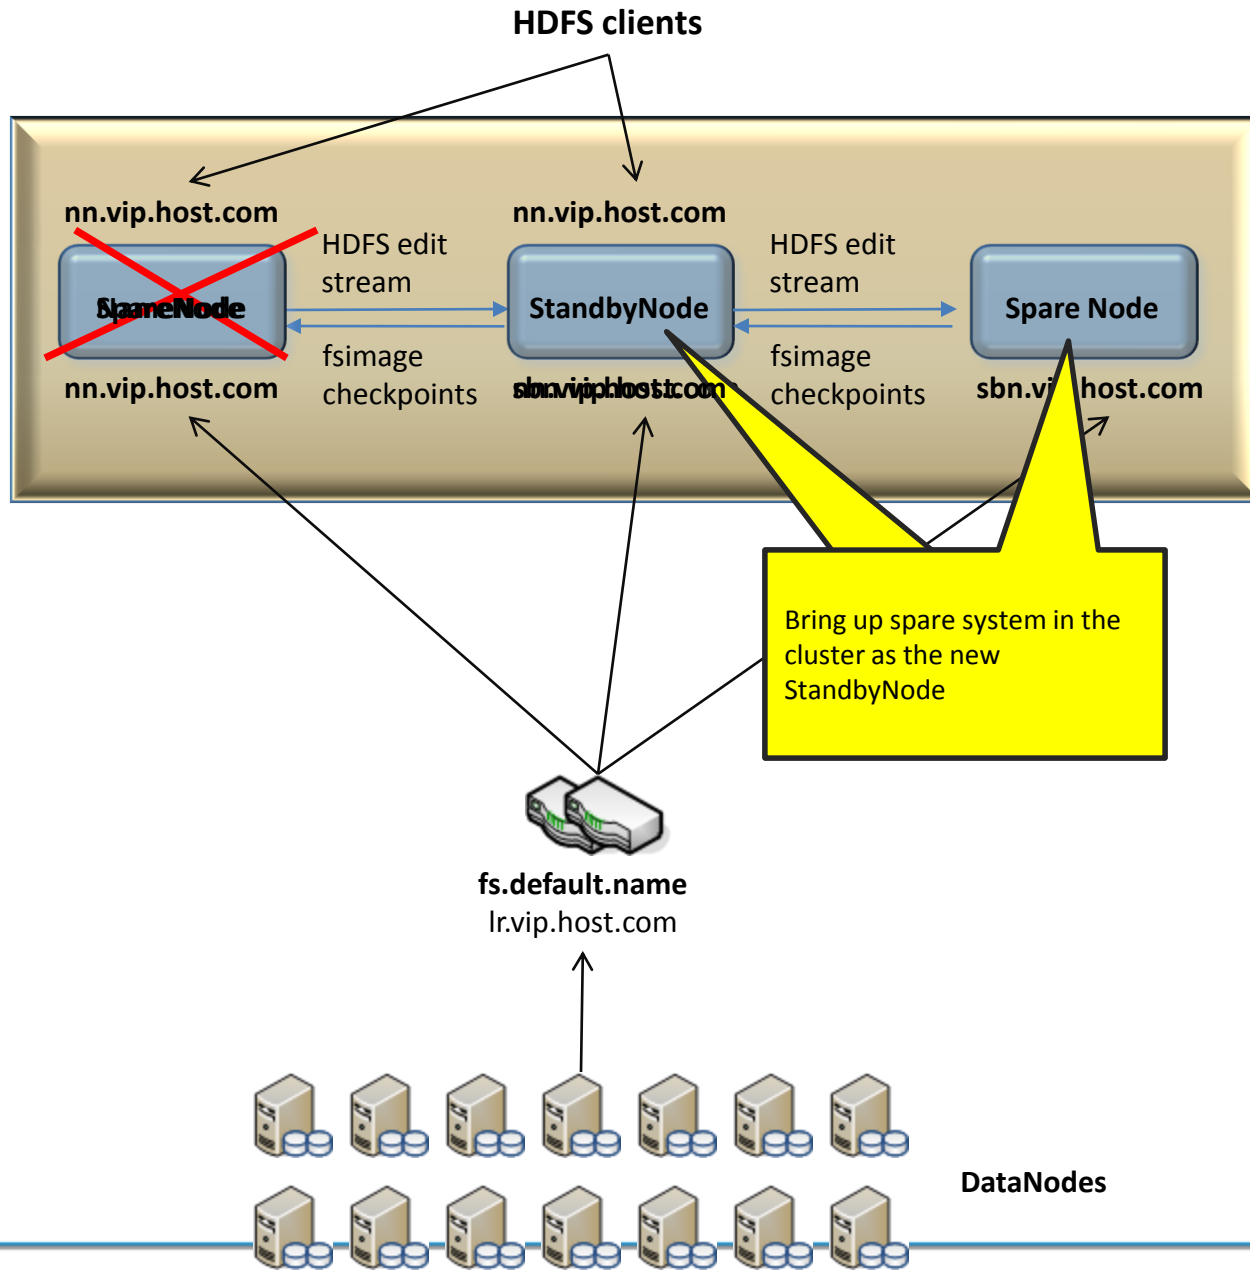 HDFS clients
nn.vip.host.com
nn.vip.host.com
HDFS edit
stream
HDFS edit
stream
StandbyNode
Spare Node
fsimage
checkpoints
fsimage
checkpoints
nn.vip.host.com
sbn.vip.host.com
Bring up spare system in the
cluster as the new
StandbyNode
fs.default.name
lr.vip.host.com
DataNodes